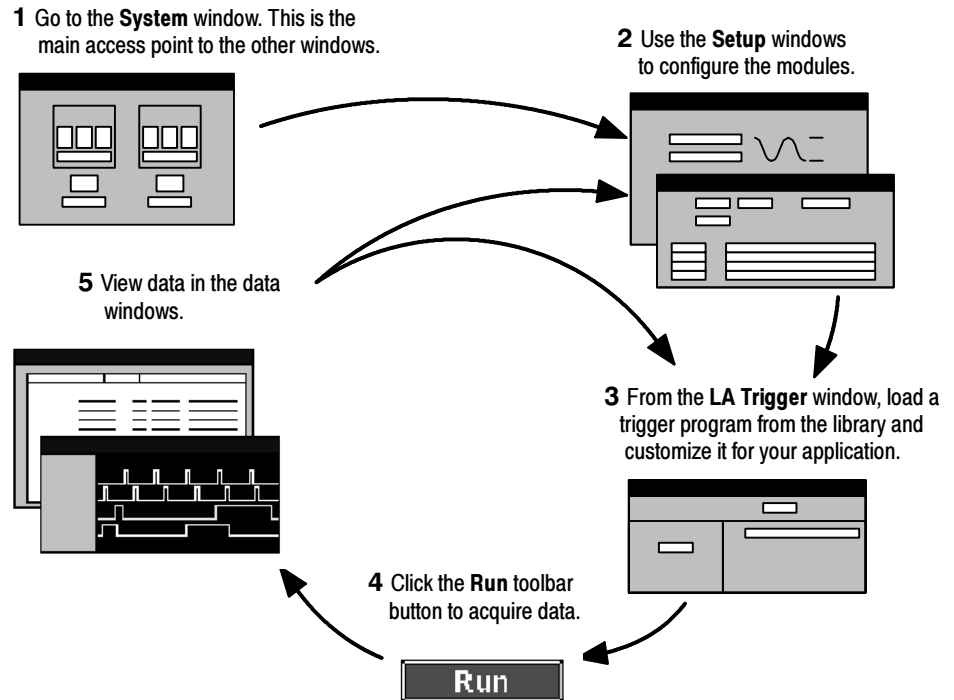 1 Go to the System window. This is the
main access point to the other windows.
2 Use the Setup windows
to configure the modules.
5 View data in the data
windows.
3 From the LA Trigger window, load a
trigger program from the library and
customize it for your application.
4 Click the Run toolbar
button to acquire data.
Run